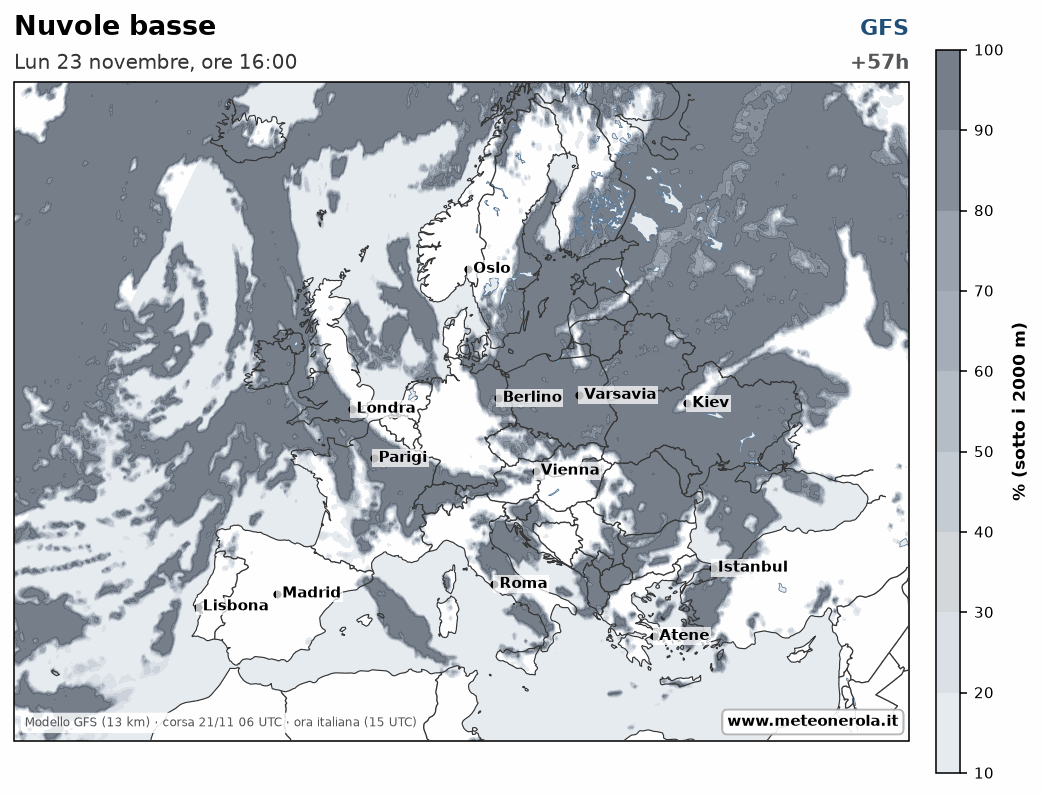 Nuvole basse
GFS
Lun 23 novembre, ore 16:00
+57h
100
90
80
70
60
50
40
30
20
10
% (sotto i 2000 m)
Oslo
Londra
Berlino
Varsavia
Kiev
Parigi
Vienna
Istanbul
Roma
Madrid
Lisbona
Atene
Modello GFS (13 km) · corsa 21/11 06 UTC · ora italiana (15 UTC)
www.meteonerola.it